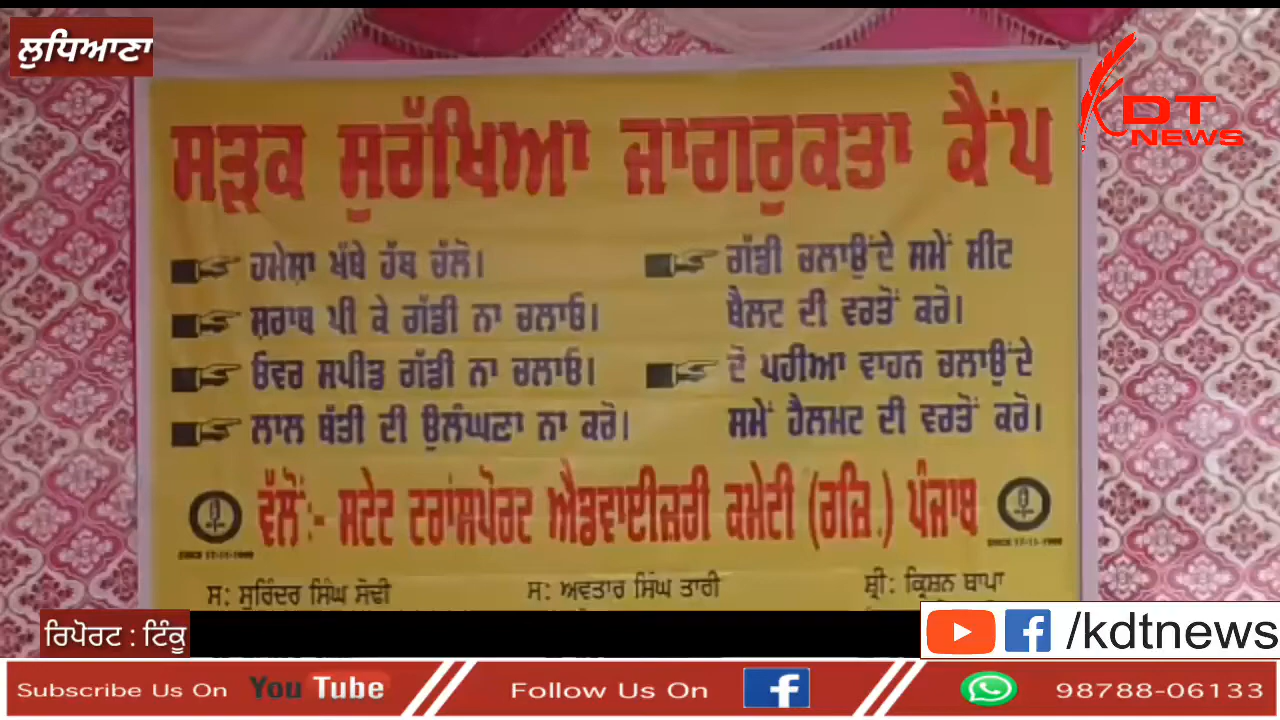 ਲੁਧਿਆਣਾ
KDT
NEWS
ਸੜਕ ਸੁਰੱਖਿਆ ਜਾਗਰੁਕਤਾ ਕੈਂਪ
ਹਮੇਸ਼ਾ ਖੱਬੇ ਹੱਥ ਚੱਲੋ।
ਸ਼ਰਾਬ ਪੀ ਕੇ ਗੱਡੀ ਨਾ ਚਲਾਓ।
ਓਵਰ ਸਪੀਡ ਗੱਡੀ ਨਾ ਚਲਾਓ।
ਲਾਲ ਬੱਤੀ ਦੀ ਉਲੰਘਣਾ ਨਾ ਕਰੋ।
ਗੱਡੀ ਚਲਾਉਂਦੇ ਸਮੇਂ ਸੀਟ
ਬੈਲਟ ਦੀ ਵਰਤੋਂ ਕਰੋ।
ਦੋ ਪਹੀਆ ਵਾਹਨ ਚਲਾਉਂਦੇ
ਸਮੇਂ ਹੈਲਮਟ ਦੀ ਵਰਤੋਂ ਕਰੋ।
ਵੱਲੋਂ:- ਸਟੇਟ ਟਰਾਂਸਪੋਰਟ ਐਡਵਾਈਜ਼ਰੀ ਕਮੇਟੀ (ਰਜਿ.) ਪੰਜਾਬ
ਸ: ਸੁਰਿੰਦਰ ਸਿੰਘ ਸੋਢੀ
ਸ: ਅਵਤਾਰ ਸਿੰਘ ਤਾਰੀ
ਸ਼੍ਰੀ: ਕ੍ਰਿਸ਼ਨ ਥਾਪਾ
ਰਿਪੋਰਟ : ਟਿੰਕੂ
/kdtnews
Subscribe Us On YouTube
Follow Us On
98788-06133